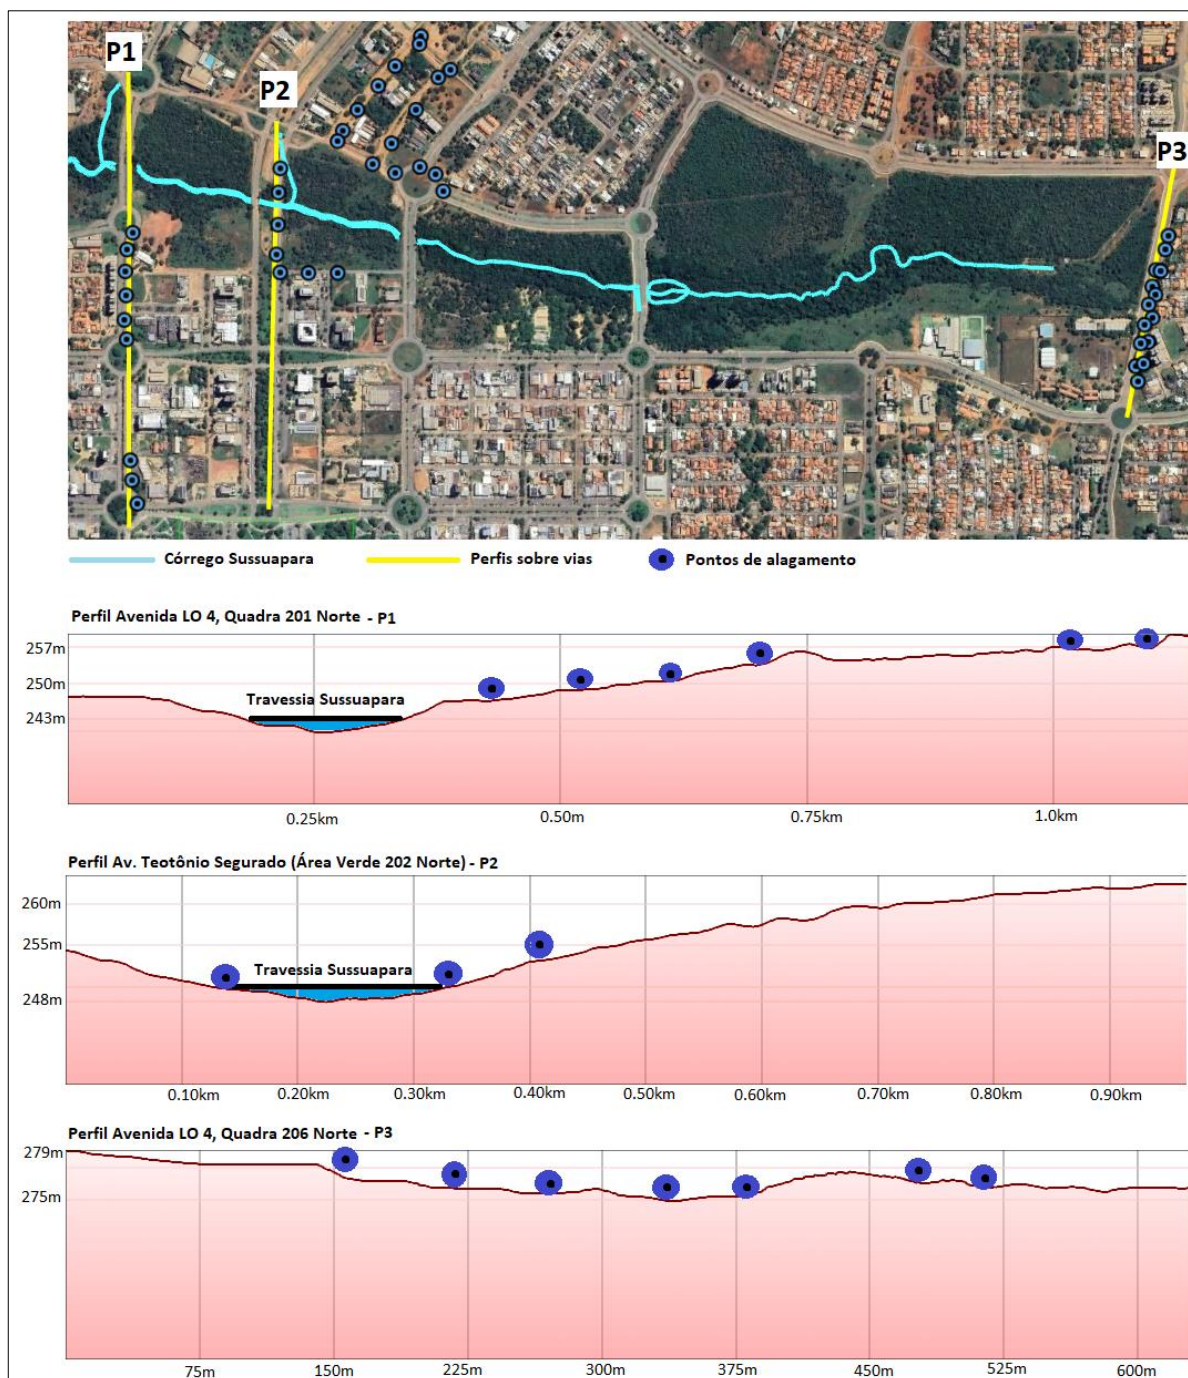 P1
P2
P3
Córrego Sussuapara Perfis sobre vias Pontos de alagamento
Perfil Avenida LO 4, Quadra 201 Norte - P1
257m
250m
Travessia Sussuapara
243m
0.25km 0.50m 0.75km 1.0km
Perfil Av. Teotônio Segurado (Área Verde 202 Norte) - P2
260m
255m
Travessia Sussuapara
248m
0.10km 0.20km 0.30km 0.40km 0.50km 0.60km 0.70km 0.80km 0.90km
Perfil Avenida LO 4, Quadra 206 Norte - P3
279m
275m
75m 150m 225m 300m 375m 450m 525m 600m